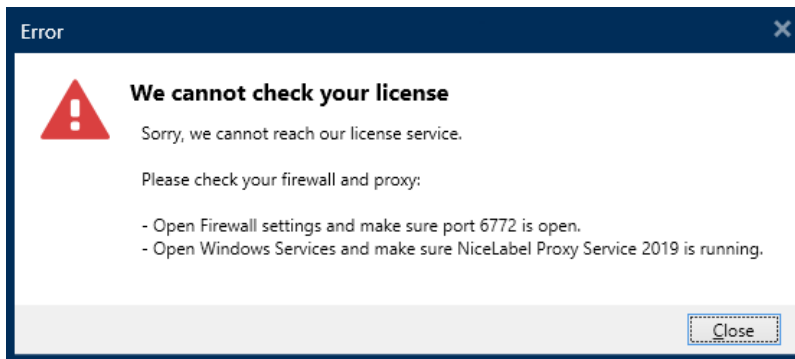 Error
We cannot check your license
Sorry, we cannot reach our license service.
Please check your firewall and proxy:
- Open Firewall settings and make sure port 6772 is open.
- Open Windows Services and make sure NiceLabel Proxy Service 2019 is running.
Close